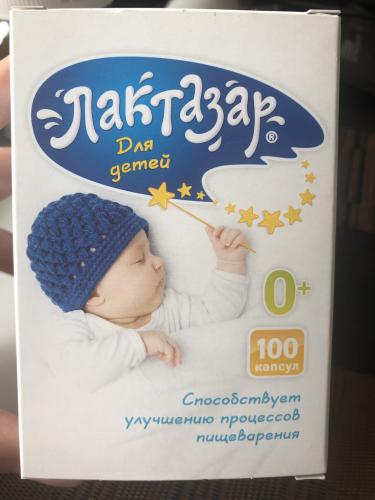 Лактазар®
Для
детей
0+
100
капсул
Способствует
улучшению процессов
пищеварения